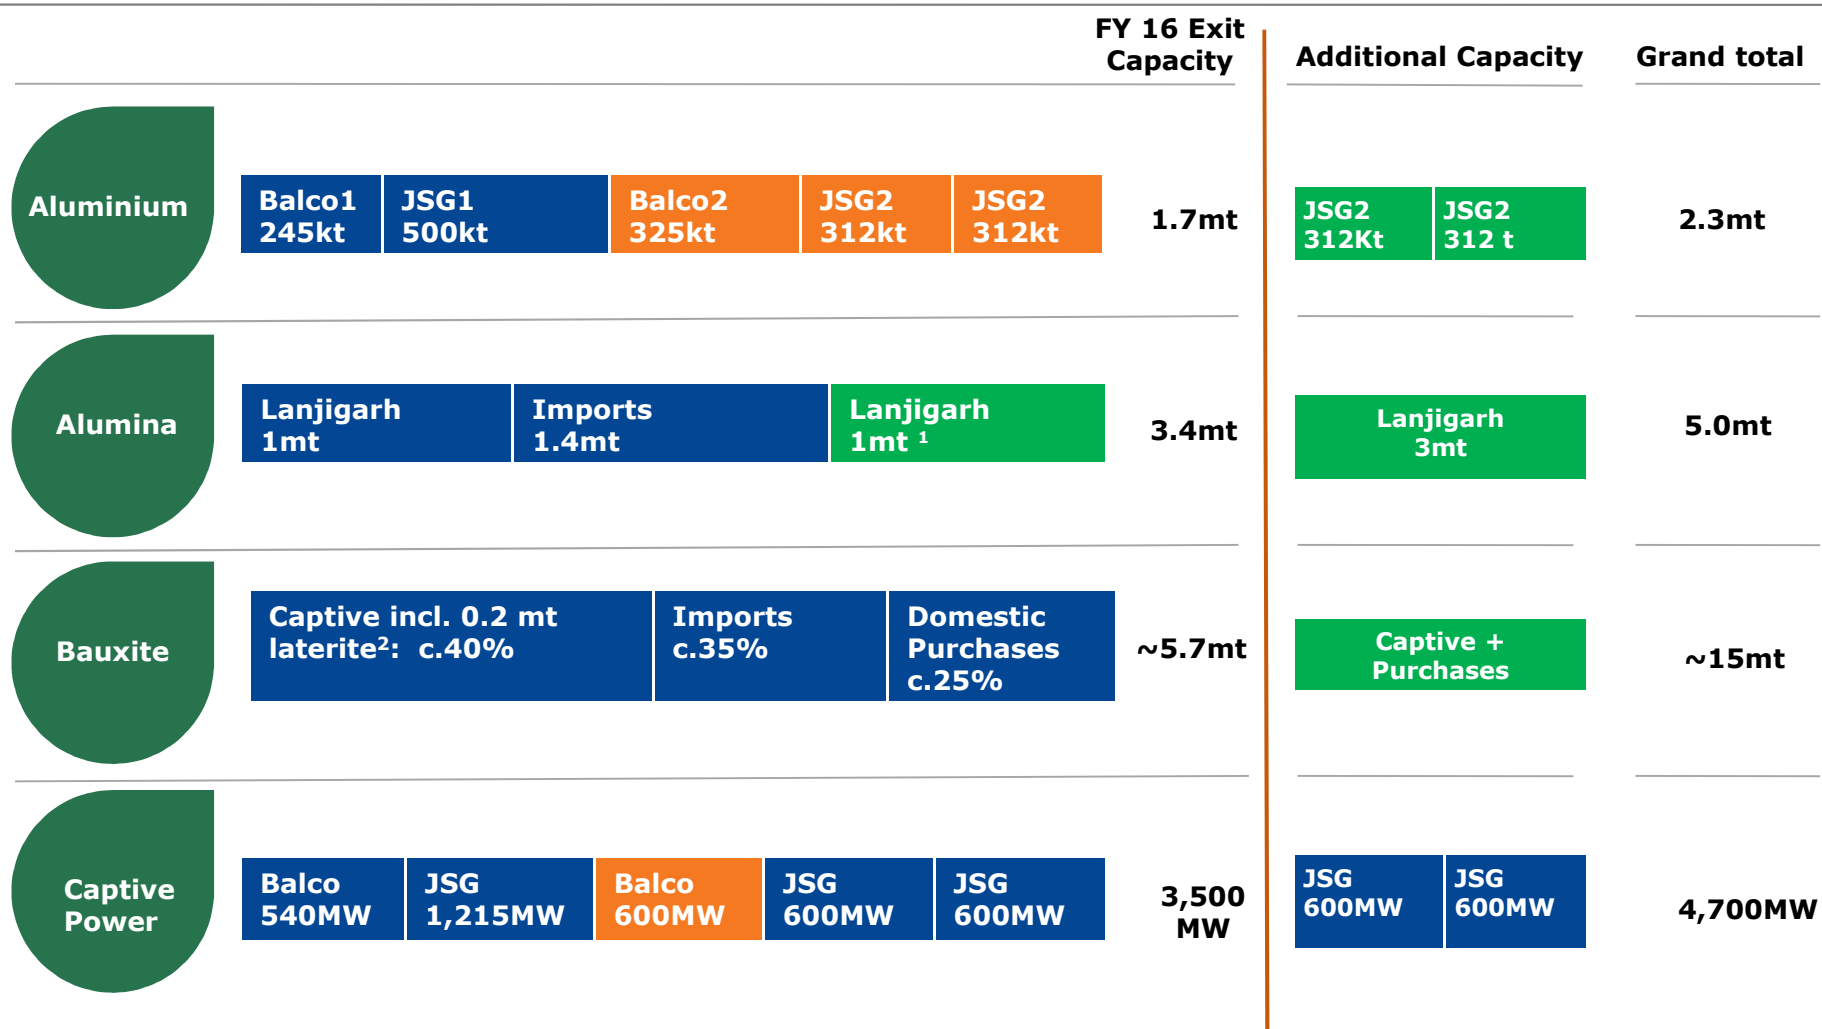 FY 16 Exit
Capacity
Additional Capacity
Grand total
Aluminium
Balco1
245kt
JSG1
500kt
Balco2
325kt
JSG2
312kt
JSG2
312kt
1.7mt
JSG2
312Kt
JSG2
312 t
2.3mt
Alumina
Lanjigarh
1mt
Imports
1.4mt
Lanjigarh
1mt ¹
3.4mt
Lanjigarh
3mt
5.0mt
Bauxite
Captive incl. 0.2 mt
laterite²: c.40%
Imports
c.35%
Domestic
Purchases
c.25%
~5.7mt
Captive +
Purchases
~15mt
Captive
Power
Balco
540MW
JSG
1,215MW
Balco
600MW
JSG
600MW
JSG
600MW
3,500
MW
JSG
600MW
JSG
600MW
4,700MW